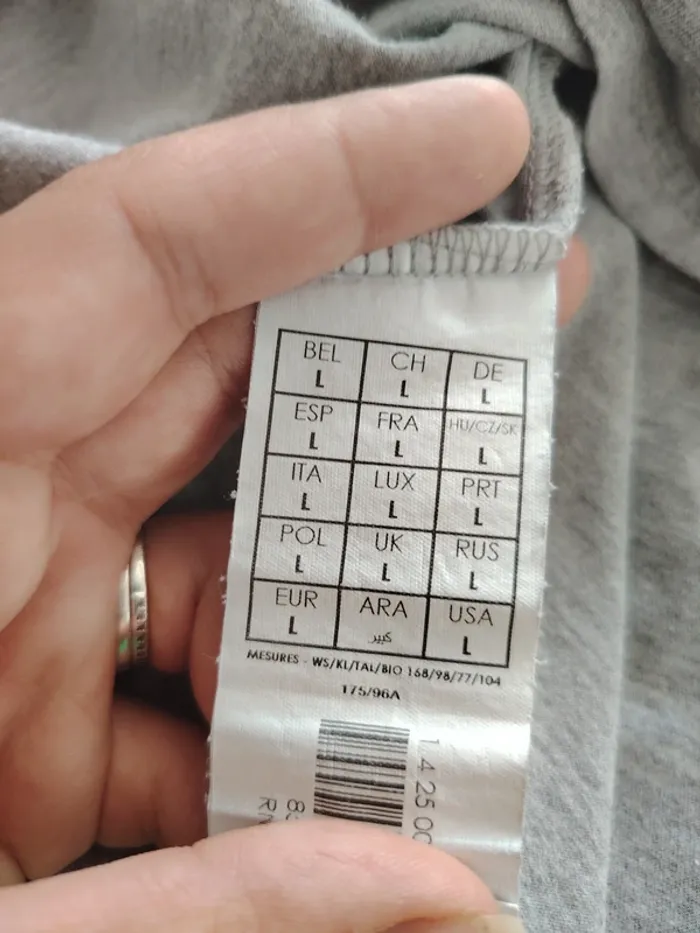 BEL CH DE
L L L
ESP FRA HU/CZ/SK
L L L
ITA LUX PRT
L L L
POL UK RUS
L L L
EUR ARA USA
L كبير L
MESURES - WS/KL/TAL/BIO 168/98/77/104
175/96A
1 4 25 00